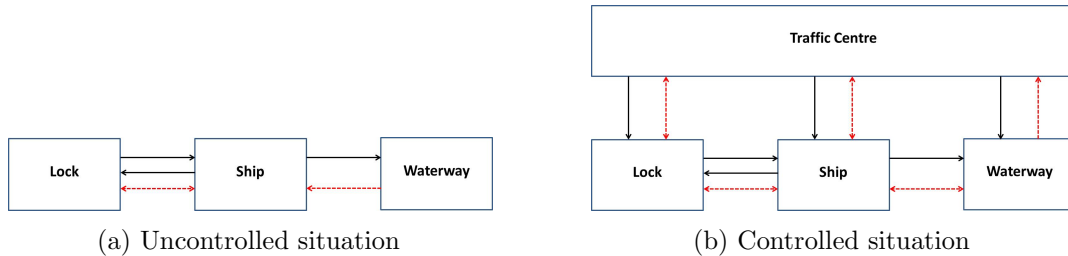 Lock
Ship
Waterway
(a) Uncontrolled situation
Traffic Centre
Lock
Ship
Waterway
(b) Controlled situation